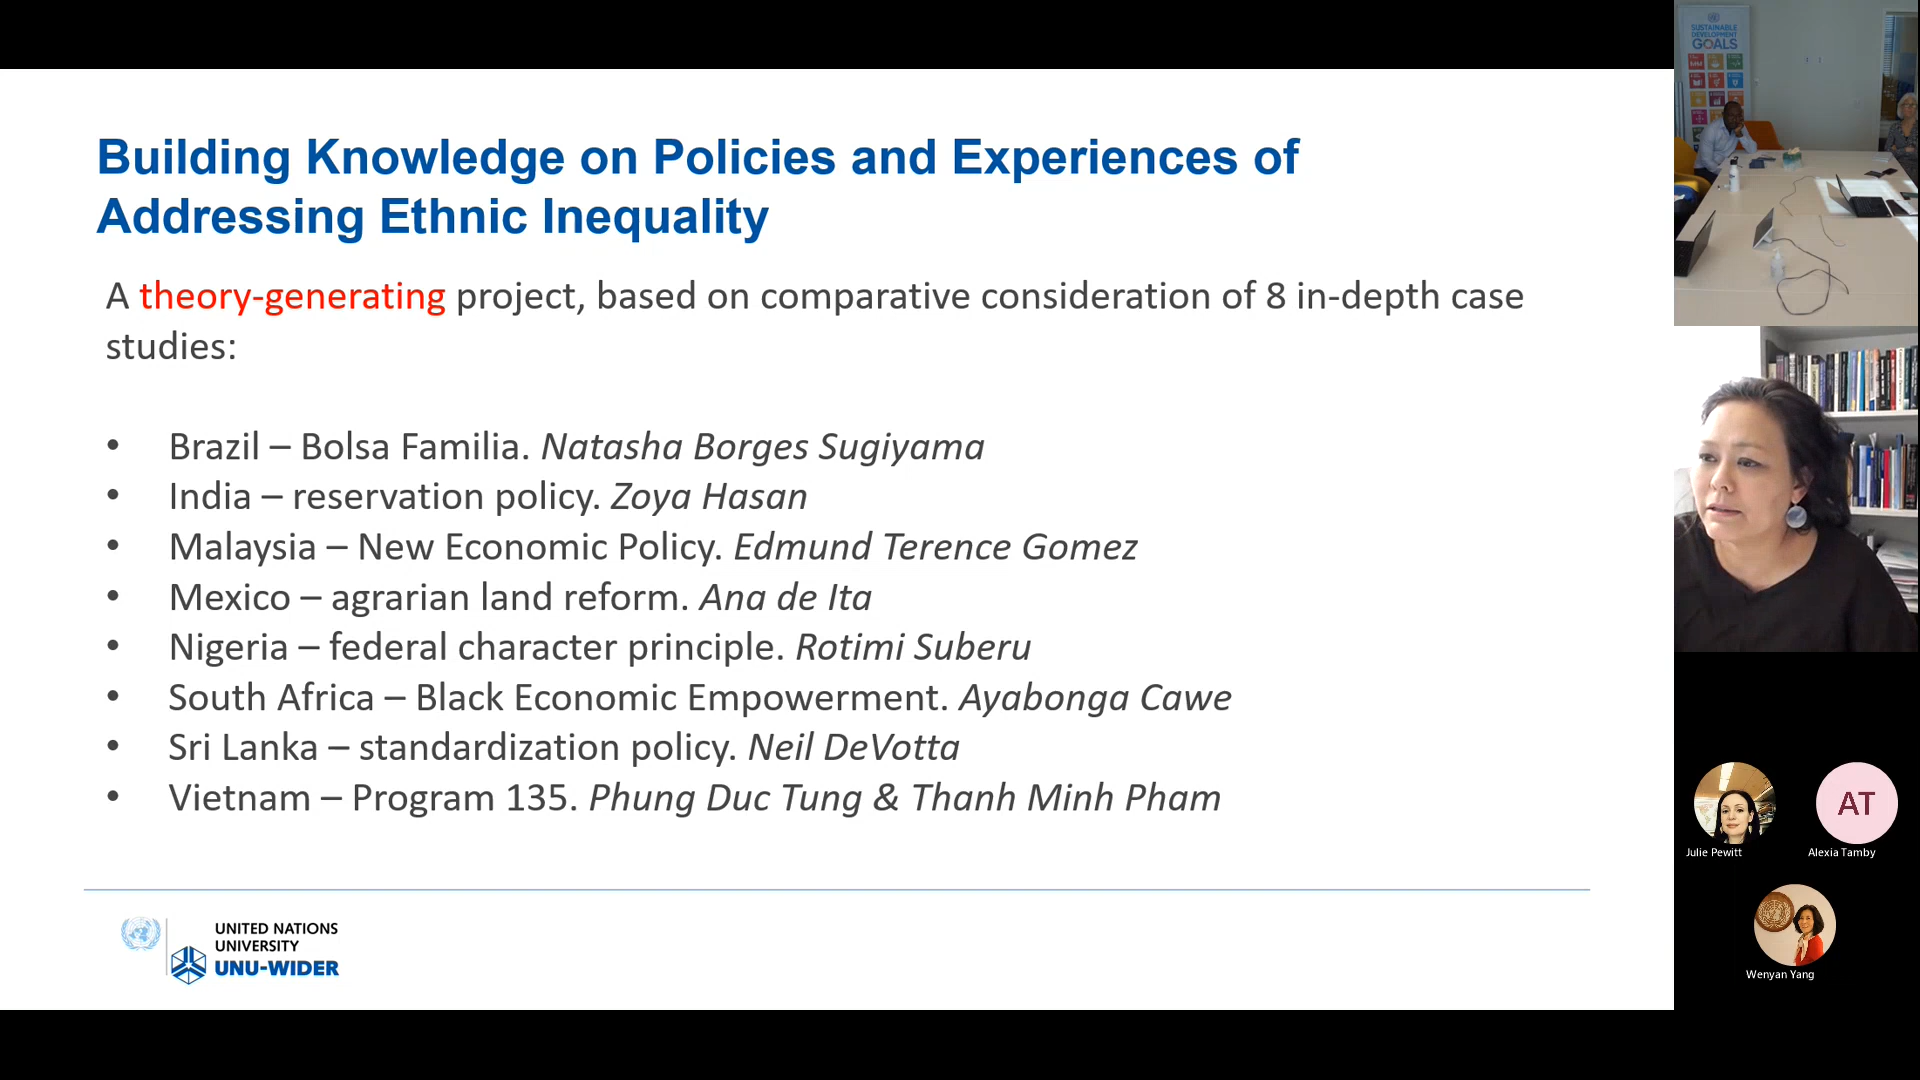 Building Knowledge on Policies and Experiences of
Addressing Ethnic Inequality
A theory-generating project, based on comparative consideration of 8 in-depth case
studies:
• Brazil – Bolsa Familia. Natasha Borges Sugiyama
• India – reservation policy. Zoya Hasan
• Malaysia – New Economic Policy. Edmund Terence Gomez
• Mexico – agrarian land reform. Ana de Ita
• Nigeria – federal character principle. Rotimi Suberu
• South Africa – Black Economic Empowerment. Ayabonga Cawe
• Sri Lanka – standardization policy. Neil DeVotta
• Vietnam – Program 135. Phung Duc Tung & Thanh Minh Pham
UNITED NATIONS
UNIVERSITY
UNU-WIDER
SUSTAINABLE
DEVELOPMENT
GOALS
AT
Julie Pewitt
Alexia Tamby
Wenyan Yang